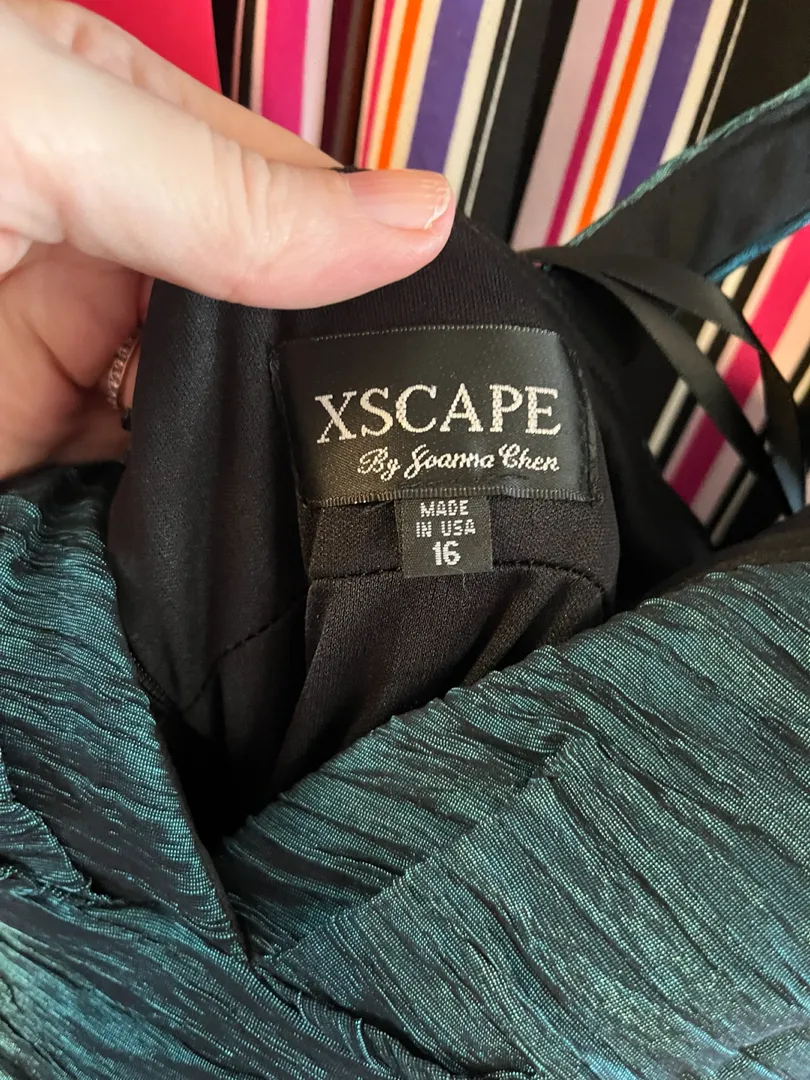 XSCAPE
By Joanna Chen
MADE
IN USA
16